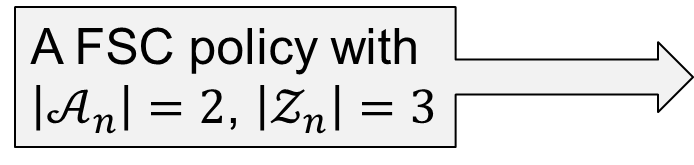 A FSC policy with
|𝒜ₙ| = 2, |𝒵ₙ| = 3